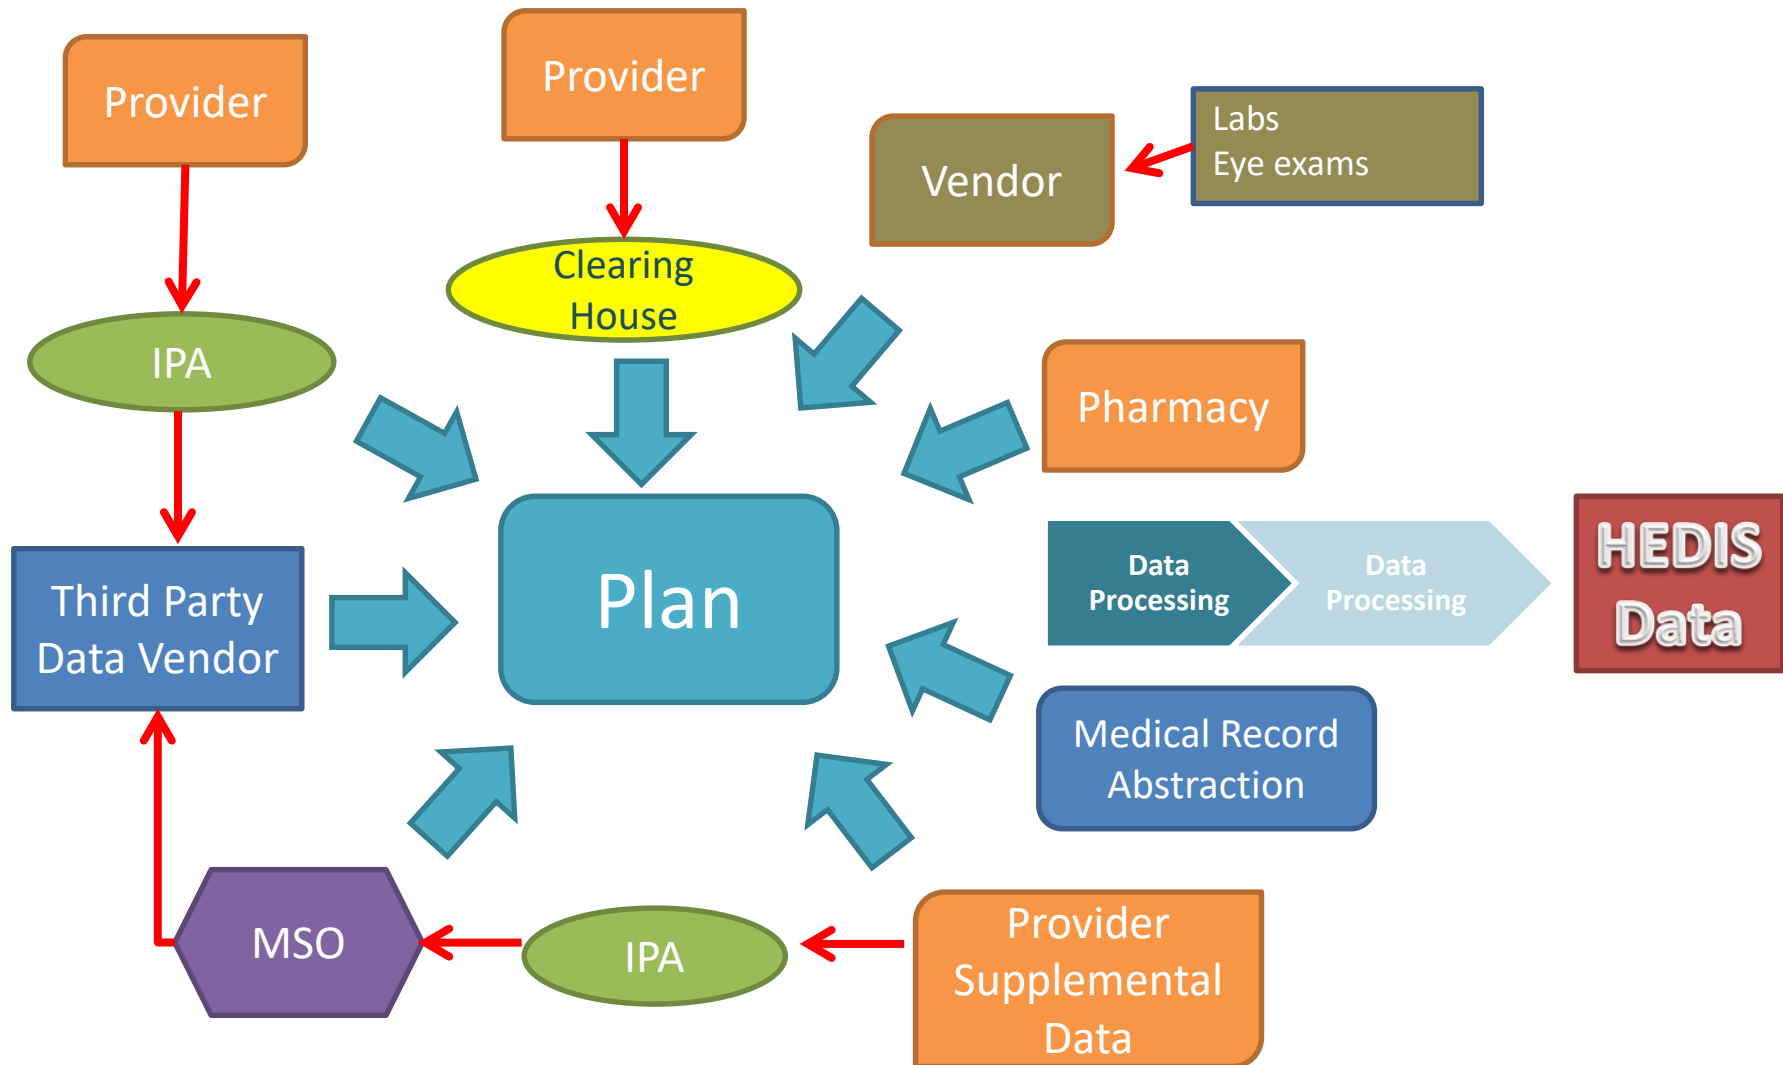 Provider
Provider
Labs
Eye exams
Vendor
Clearing
House
IPA
Pharmacy
Data
Processing
Data
Processing
HEDIS
Data
Third Party
Data Vendor
Plan
Medical Record
Abstraction
MSO
IPA
Provider
Supplemental
Data